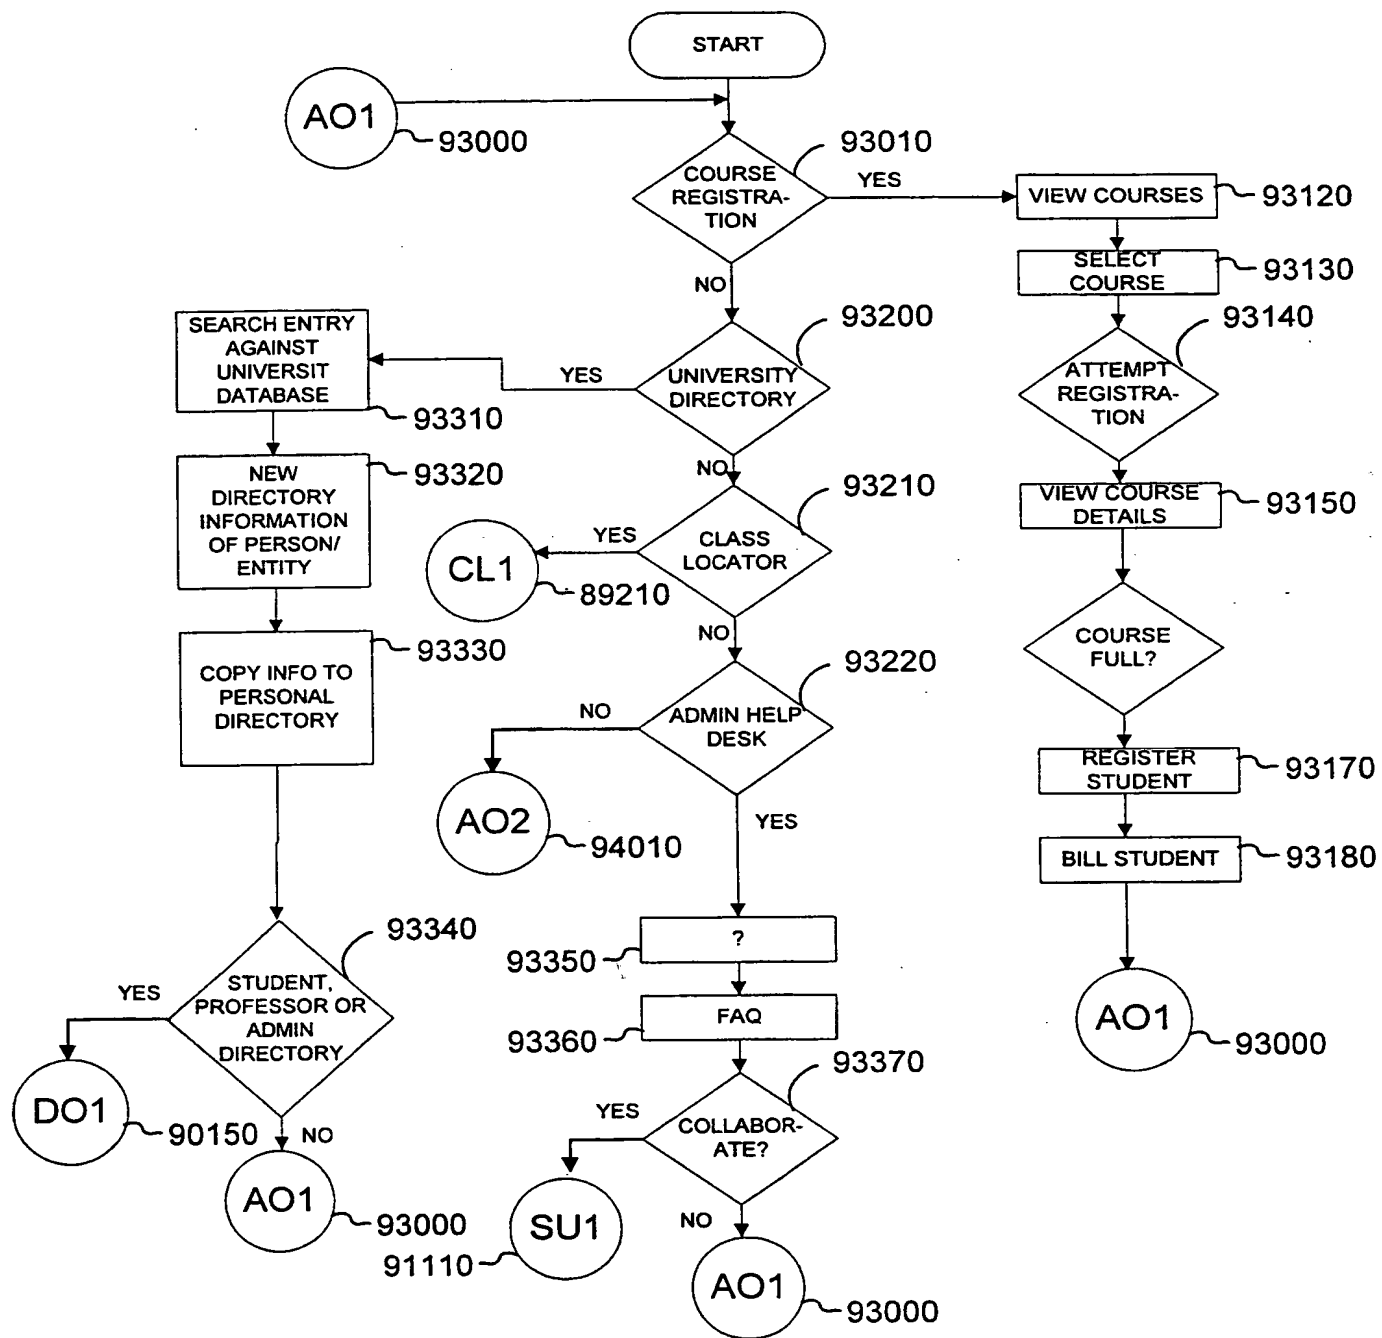 START
AO1
93000
COURSE
REGISTRA-
TION
93010
YES
NO
VIEW COURSES
93120
SELECT
COURSE
93130
ATTEMPT
REGISTRA-
TION
93140
VIEW COURSE
DETAILS
93150
COURSE
FULL?
REGISTER
STUDENT
93170
BILL STUDENT
93180
AO1
93000
UNIVERSITY
DIRECTORY
93200
YES
NO
SEARCH ENTRY
AGAINST
UNIVERSIT
DATABASE
93310
NEW
DIRECTORY
INFORMATION
OF PERSON/
ENTITY
93320
COPY INFO TO
PERSONAL
DIRECTORY
93330
STUDENT,
PROFESSOR OR
ADMIN
DIRECTORY
93340
YES
DO1
90150
NO
AO1
93000
CLASS
LOCATOR
93210
YES
CL1
89210
NO
ADMIN HELP
DESK
93220
NO
AO2
94010
YES
?
93350
FAQ
93360
COLLABOR-
ATE?
93370
YES
SU1
91110
NO
AO1
93000